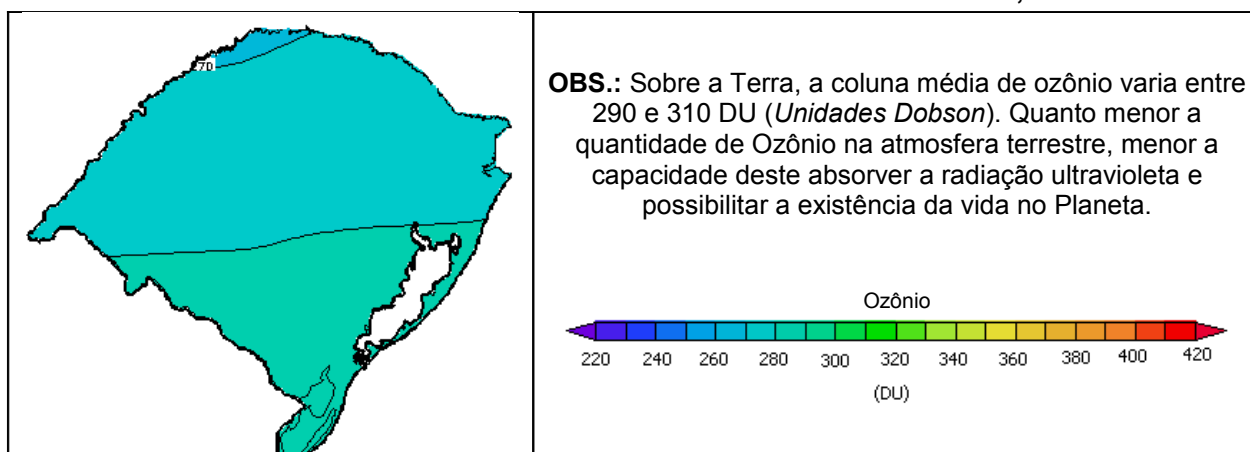 70
OBS.: Sobre a Terra, a coluna média de ozônio varia entre
290 e 310 DU (Unidades Dobson). Quanto menor a
quantidade de Ozônio na atmosfera terrestre, menor a
capacidade deste absorver a radiação ultravioleta e
possibilitar a existência da vida no Planeta.
Ozônio
220 240 260 280 300 320 340 360 380 400 420
(DU)